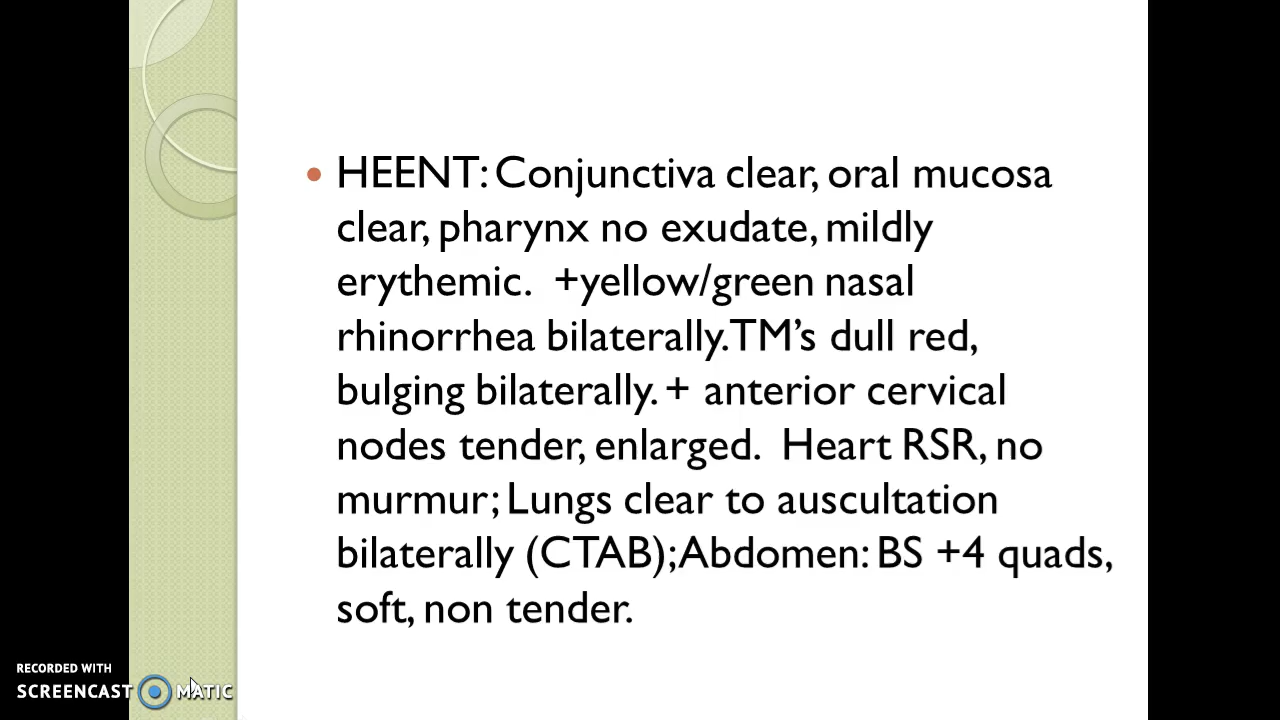 HEENT: Conjunctiva clear, oral mucosa
clear, pharynx no exudate, mildly
erythemic.  +yellow/green nasal
rhinorrhea bilaterally. TM’s dull red,
bulging bilaterally. + anterior cervical
nodes tender, enlarged.  Heart RSR, no
murmur; Lungs clear to auscultation
bilaterally (CTAB); Abdomen: BS +4 quads,
soft, non tender.
RECORDED WITH
SCREENCAST MATIC